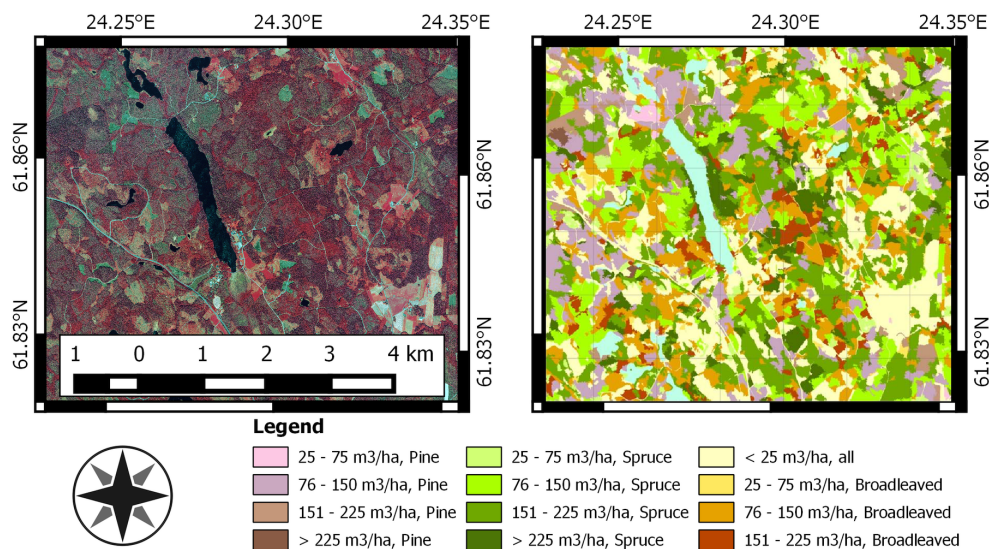 24.25°E 24.30°E 24.35°E
24.25°E 24.30°E 24.35°E
61.86°N
61.83°N
61.86°N
61.83°N
61.86°N
61.83°N
1 0 1 2 3 4 km
Legend
25 - 75 m3/ha, Pine
76 - 150 m3/ha, Pine
151 - 225 m3/ha, Pine
> 225 m3/ha, Pine
25 - 75 m3/ha, Spruce
76 - 150 m3/ha, Spruce
151 - 225 m3/ha, Spruce
> 225 m3/ha, Spruce
< 25 m3/ha, all
25 - 75 m3/ha, Broadleaved
76 - 150 m3/ha, Broadleaved
151 - 225 m3/ha, Broadleaved